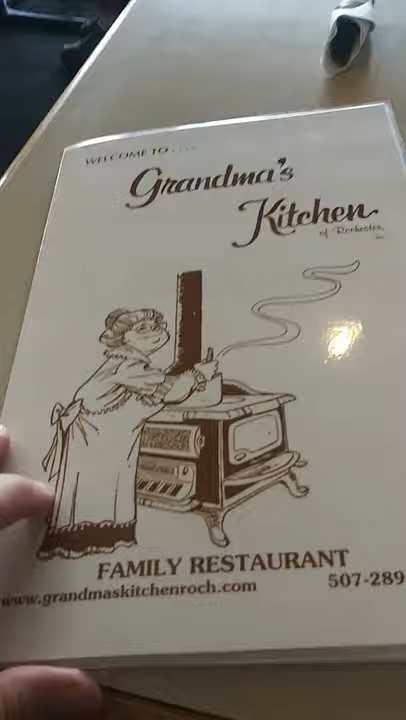 WELCOME TO ....
Grandma's
Kitchen
of Rochester
FAMILY RESTAURANT
www.grandmaskitchenroch.com
507-289